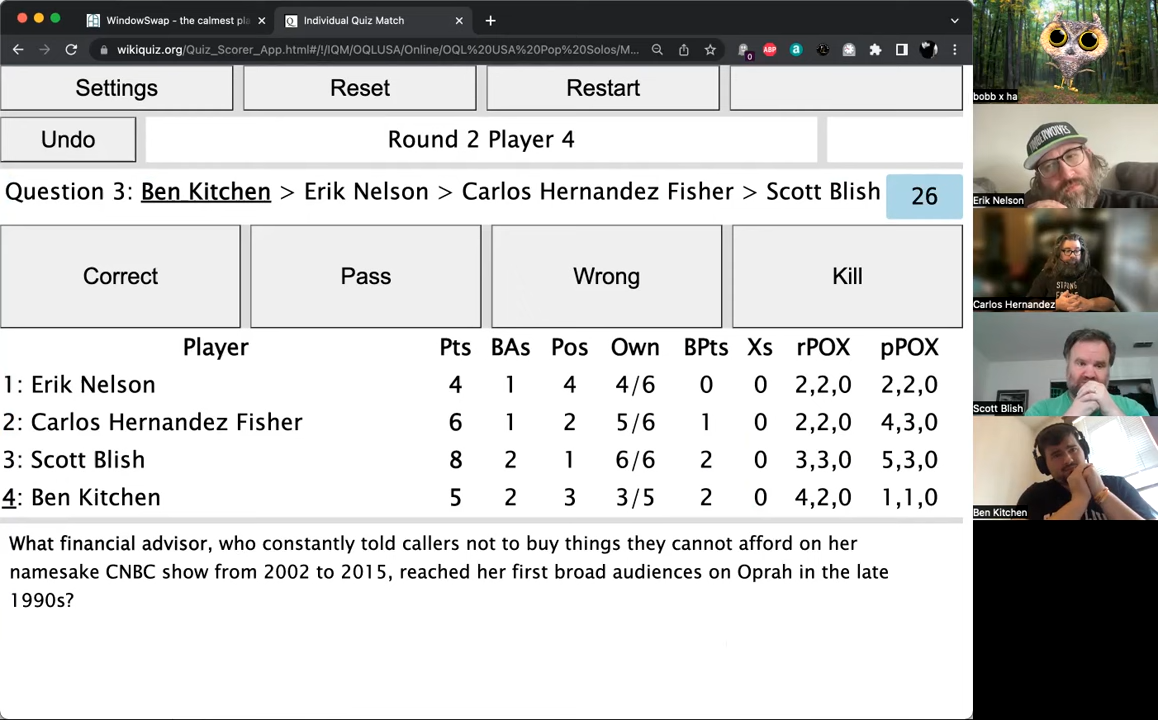 WindowSwap - the calmest pl
Individual Quiz Match
wikiquiz.org/Quiz_Scorer_App.html#/!/IQM/OQLUSA/Online/OQL%20USA%20Pop%20Solos/M...
0 ABP a
Settings Reset Restart
Undo Round 2 Player 4
Question 3: Ben Kitchen > Erik Nelson > Carlos Hernandez Fisher > Scott Blish 26
Correct Pass Wrong Kill
Player Pts BAs Pos Own BPts Xs rPOX pPOX
1: Erik Nelson 4 1 4 4/6 0 0 2,2,0 2,2,0
2: Carlos Hernandez Fisher 6 1 2 5/6 1 0 2,2,0 4,3,0
3: Scott Blish 8 2 1 6/6 2 0 3,3,0 5,3,0
4: Ben Kitchen 5 2 3 3/5 2 0 4,2,0 1,1,0
What financial advisor, who constantly told callers not to buy things they cannot afford on her
namesake CNBC show from 2002 to 2015, reached her first broad audiences on Oprah in the late
1990s?
bobb x ha
Erik Nelson
STRONG
Carlos Hernandez
Scott Blish
Ben Kitchen